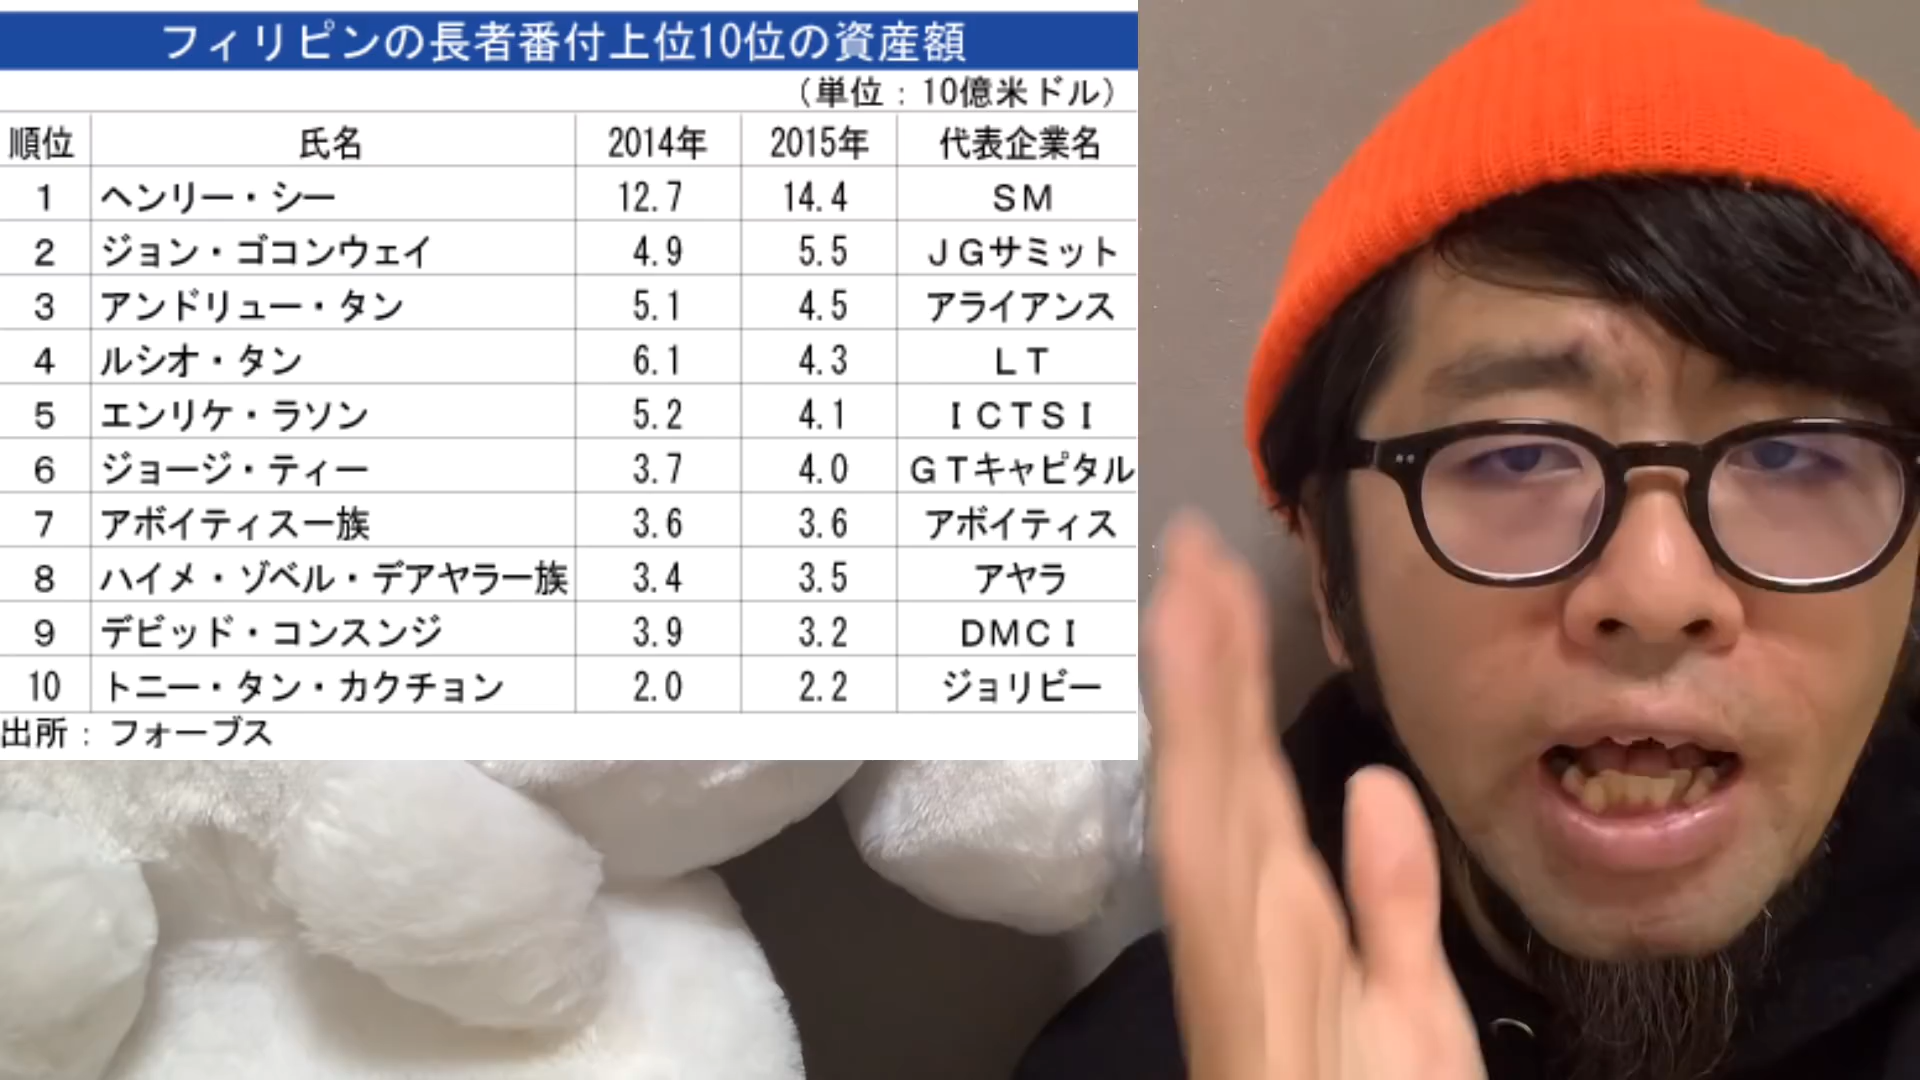 フィリピンの長者番付上位10位の資産額
（単位：10億米ドル）
順位 氏名 2014年 2015年 代表企業名
1 ヘンリー・シー 12.7 14.4 ＳＭ
2 ジョン・ゴコンウェイ 4.9 5.5 ＪＧサミット
3 アンドリュー・タン 5.1 4.5 アライアンス
4 ルシオ・タン 6.1 4.3 ＬＴ
5 エンリケ・ラソン 5.2 4.1 ＩＣＴＳＩ
6 ジョージ・ティー 3.7 4.0 ＧＴキャピタル
7 アボイティス一族 3.6 3.6 アボイティス
8 ハイメ・ゾベル・デアヤラ一族 3.4 3.5 アヤラ
9 デビッド・コンスンジ 3.9 3.2 ＤＭＣＩ
10 トニー・タン・カクチョン 2.0 2.2 ジョリビー
出所：フォーブス